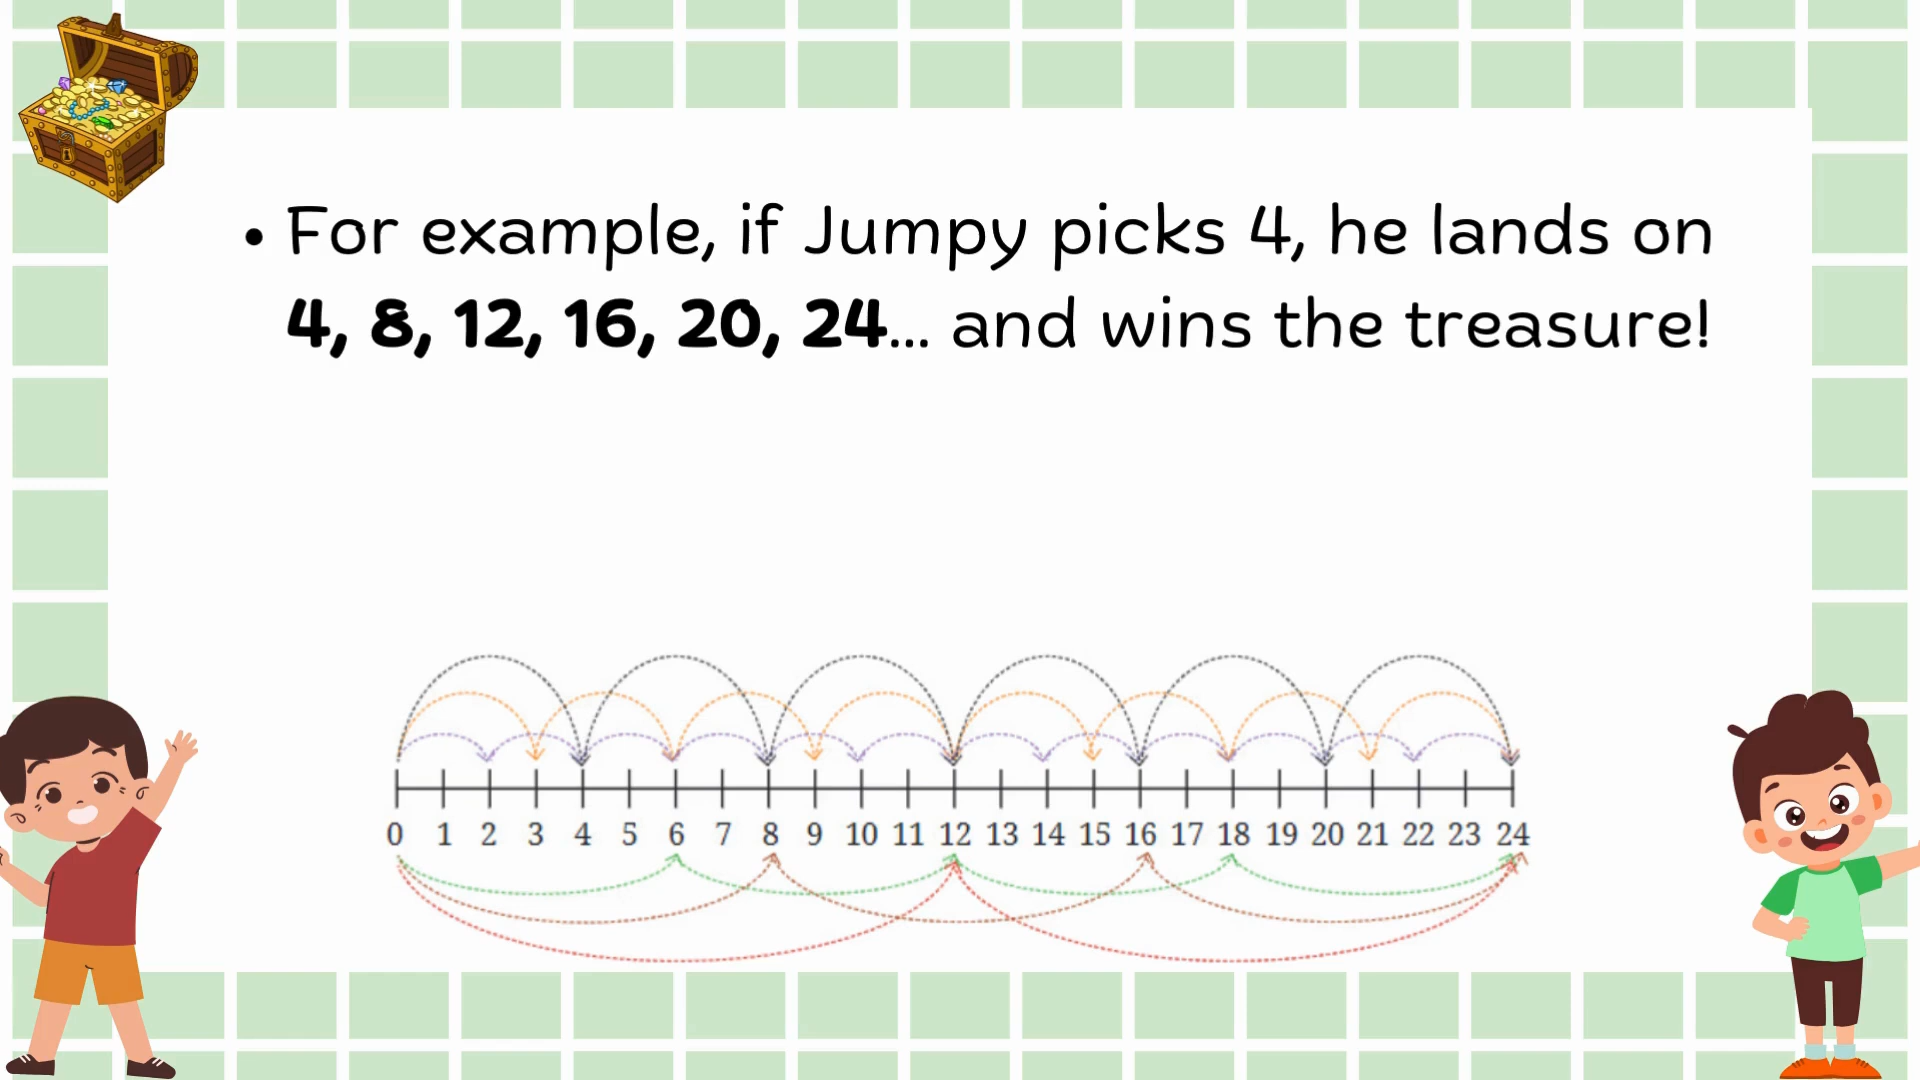 • For example, if Jumpy picks 4, he lands on
4, 8, 12, 16, 20, 24... and wins the treasure!
0 1 2 3 4 5 6 7 8 9 10 11 12 13 14 15 16 17 18 19 20 21 22 23 24